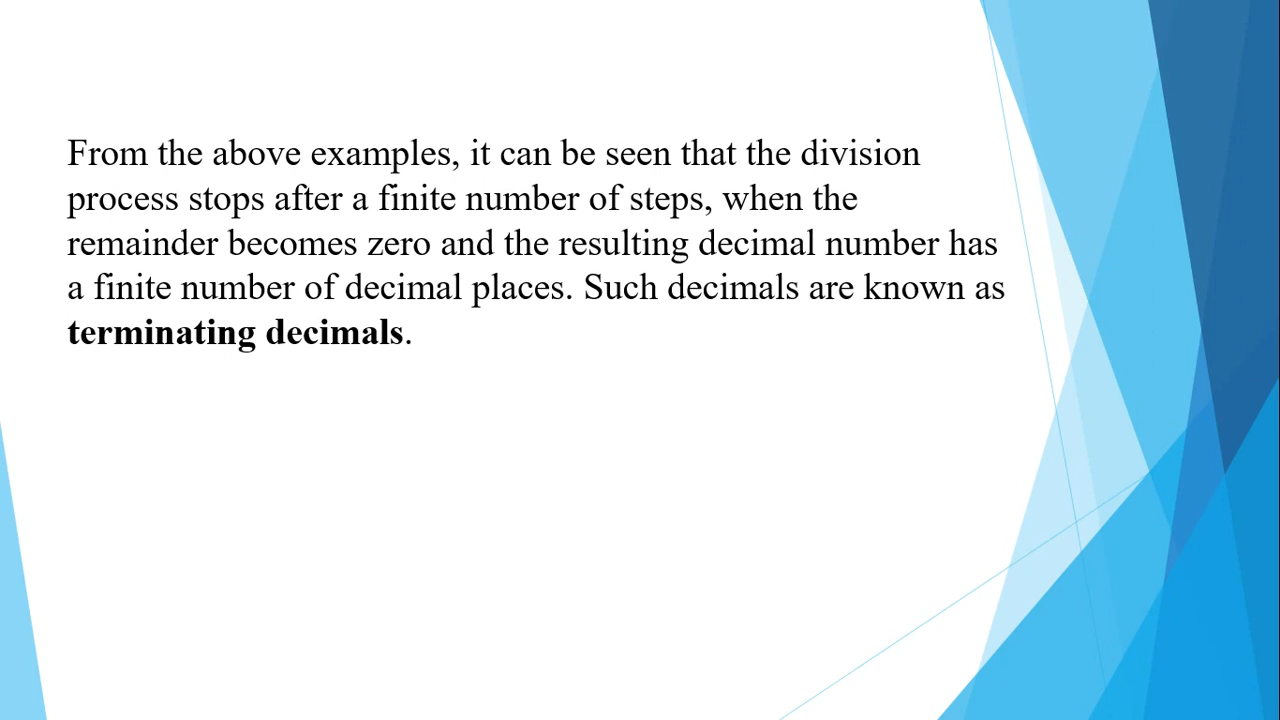 From the above examples, it can be seen that the division
process stops after a finite number of steps, when the
remainder becomes zero and the resulting decimal number has
a finite number of decimal places. Such decimals are known as
terminating decimals.